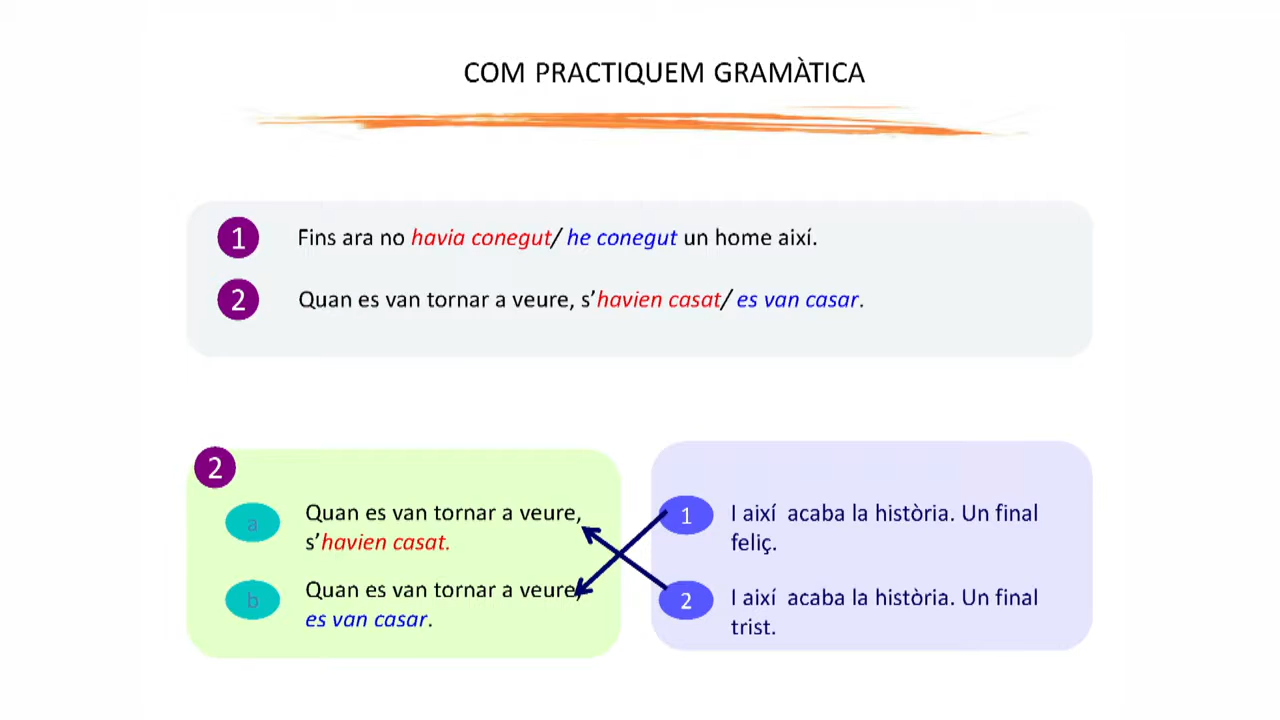 COM PRACTIQUEM GRAMÀTICA
1 Fins ara no havia conegut/ he conegut un home així.
2 Quan es van tornar a veure, s’havien casat/ es van casar.
2
a Quan es van tornar a veure,
s’havien casat.
b Quan es van tornar a veure,
es van casar.
1 I així acaba la història. Un final
feliç.
2 I així acaba la història. Un final
trist.